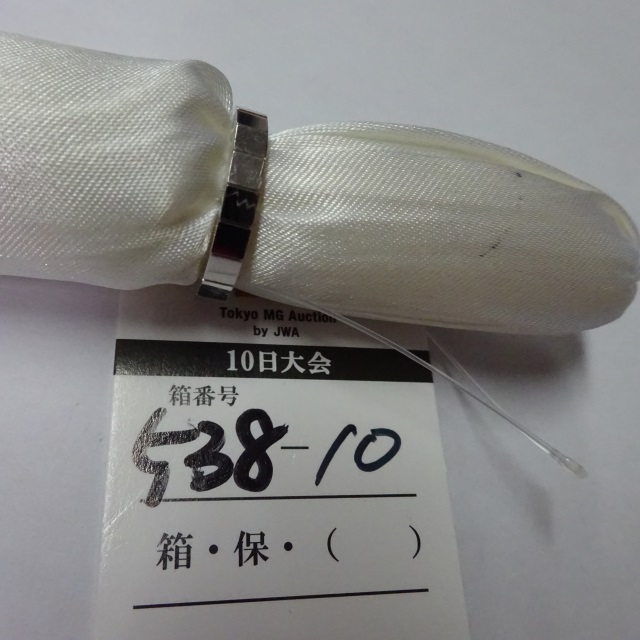 Tokyo MG Auction
by JWA
10日大会
箱番号
538-10
箱・保・（　　）